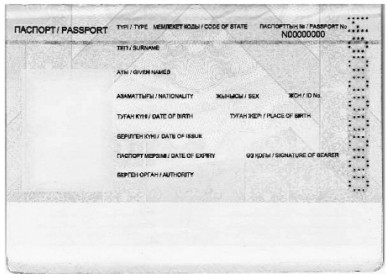 ПАСПОРТ / PASSPORT ТҮРІ / TYPE МЕМЛЕКЕТ КОДЫ / CODE OF STATE ПАСПОРТТЫҢ № / PASSPORT No
N00000000
ТЕГІ / SURNAME
АТЫ / GIVEN NAMES
АЗАМАТТЫҒЫ / NATIONALITY ЖЫНЫСЫ / SEX ЖСН / ID No.
ТУҒАН КҮНІ / DATE OF BIRTH ТУҒАН ЖЕРІ / PLACE OF BIRTH
БЕРІЛГЕН КҮНІ / DATE OF ISSUE
ПАСПОРТ МЕРЗІМІ / DATE OF EXPIRY ӨЗ ҚОЛЫ / SIGNATURE OF BEARER
БЕРГЕН ОРГАН / AUTHORITY